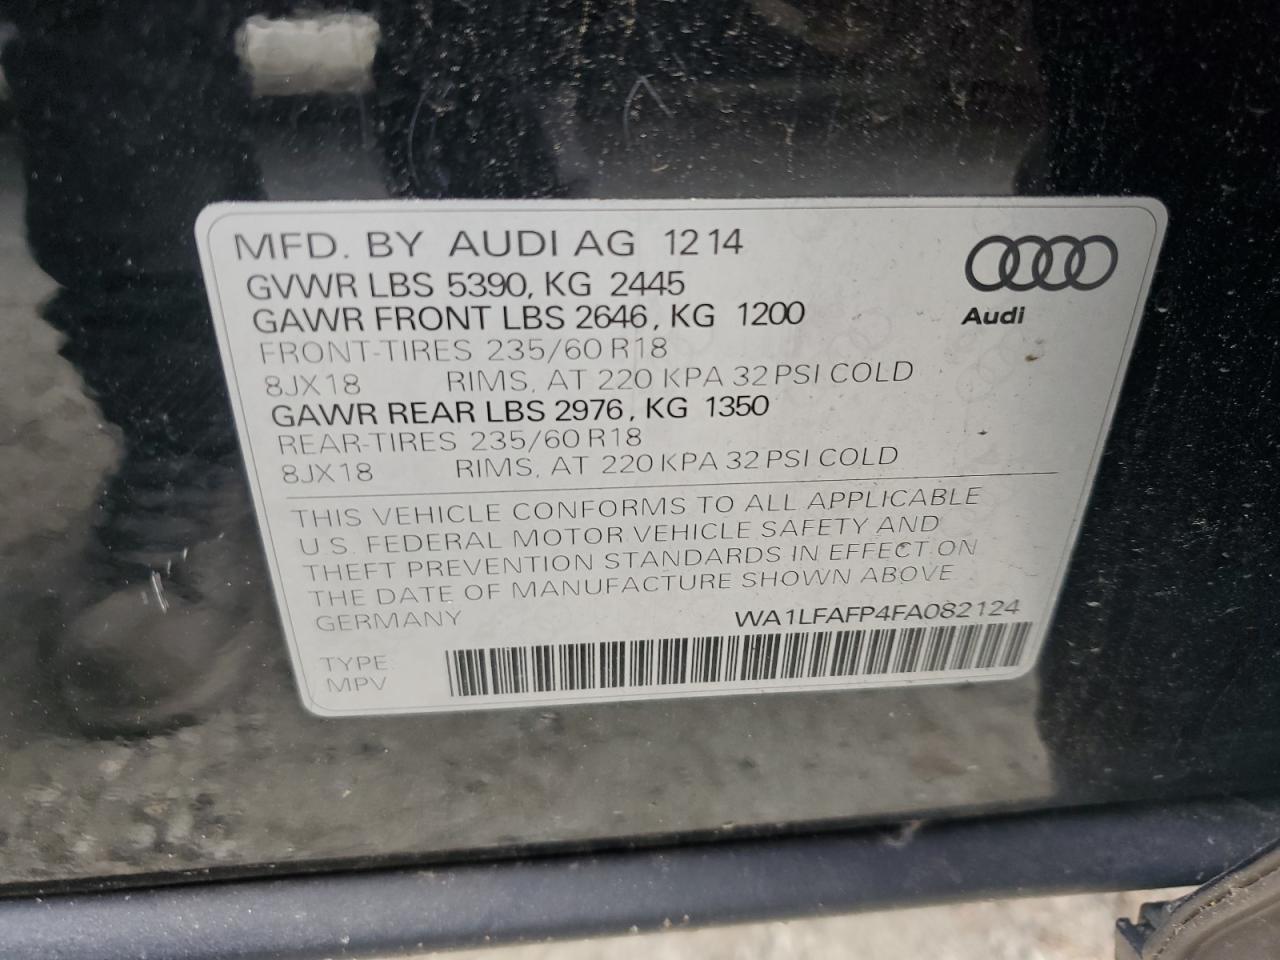 MFD. BY AUDI AG 12 14
GVWR LBS 5390, KG 2445
GAWR FRONT LBS 2646, KG 1200
FRONT-TIRES 235/60 R18
8JX18 RIMS, AT 220 KPA 32 PSI COLD
GAWR REAR LBS 2976, KG 1350
REAR-TIRES 235/60 R18
8JX18 RIMS, AT 220 KPA 32 PSI COLD
Audi
THIS VEHICLE CONFORMS TO ALL APPLICABLE
U.S. FEDERAL MOTOR VEHICLE SAFETY AND
THEFT PREVENTION STANDARDS IN EFFECT ON
THE DATE OF MANUFACTURE SHOWN ABOVE
GERMANY WA1LFAFP4FA082124
TYPE:
MPV